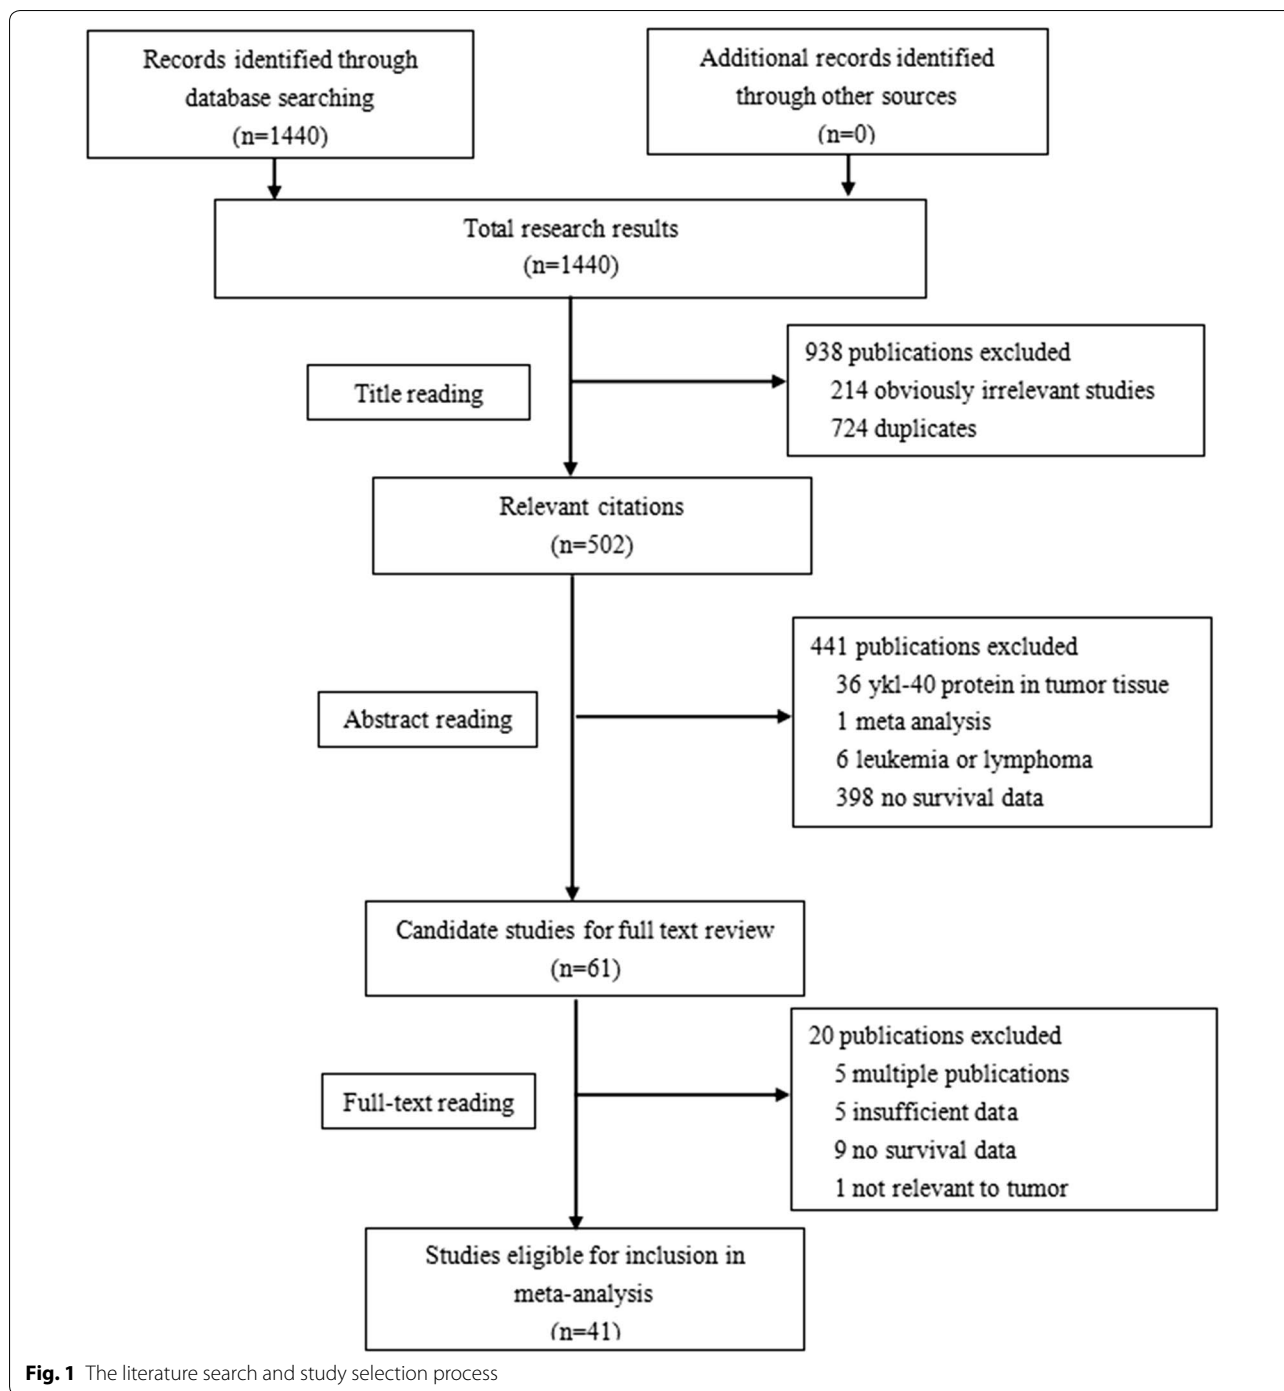 Records identified through
database searching
(n=1440)
Additional records identified
through other sources
(n=0)
Total research results
(n=1440)
Title reading
938 publications excluded
214 obviously irrelevant studies
724 duplicates
Relevant citations
(n=502)
Abstract reading
441 publications excluded
36 ykl-40 protein in tumor tissue
1 meta analysis
6 leukemia or lymphoma
398 no survival data
Candidate studies for full text review
(n=61)
Full-text reading
20 publications excluded
5 multiple publications
5 insufficient data
9 no survival data
1 not relevant to tumor
Studies eligible for inclusion in
meta-analysis
(n=41)
Fig. 1 The literature search and study selection process